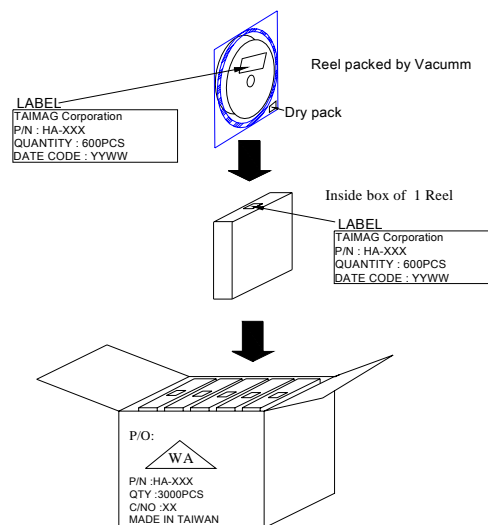 Reel packed by Vacumm
LABEL
TAIMAG Corporation
P/N : HA-XXX
QUANTITY : 600PCS
DATE CODE : YYWW
Dry pack
Inside box of 1 Reel
LABEL
TAIMAG Corporation
P/N : HA-XXX
QUANTITY : 600PCS
DATE CODE : YYWW
P/O:
WA
P/N :HA-XXX
QTY :3000PCS
C/NO :XX
MADE IN TAIWAN